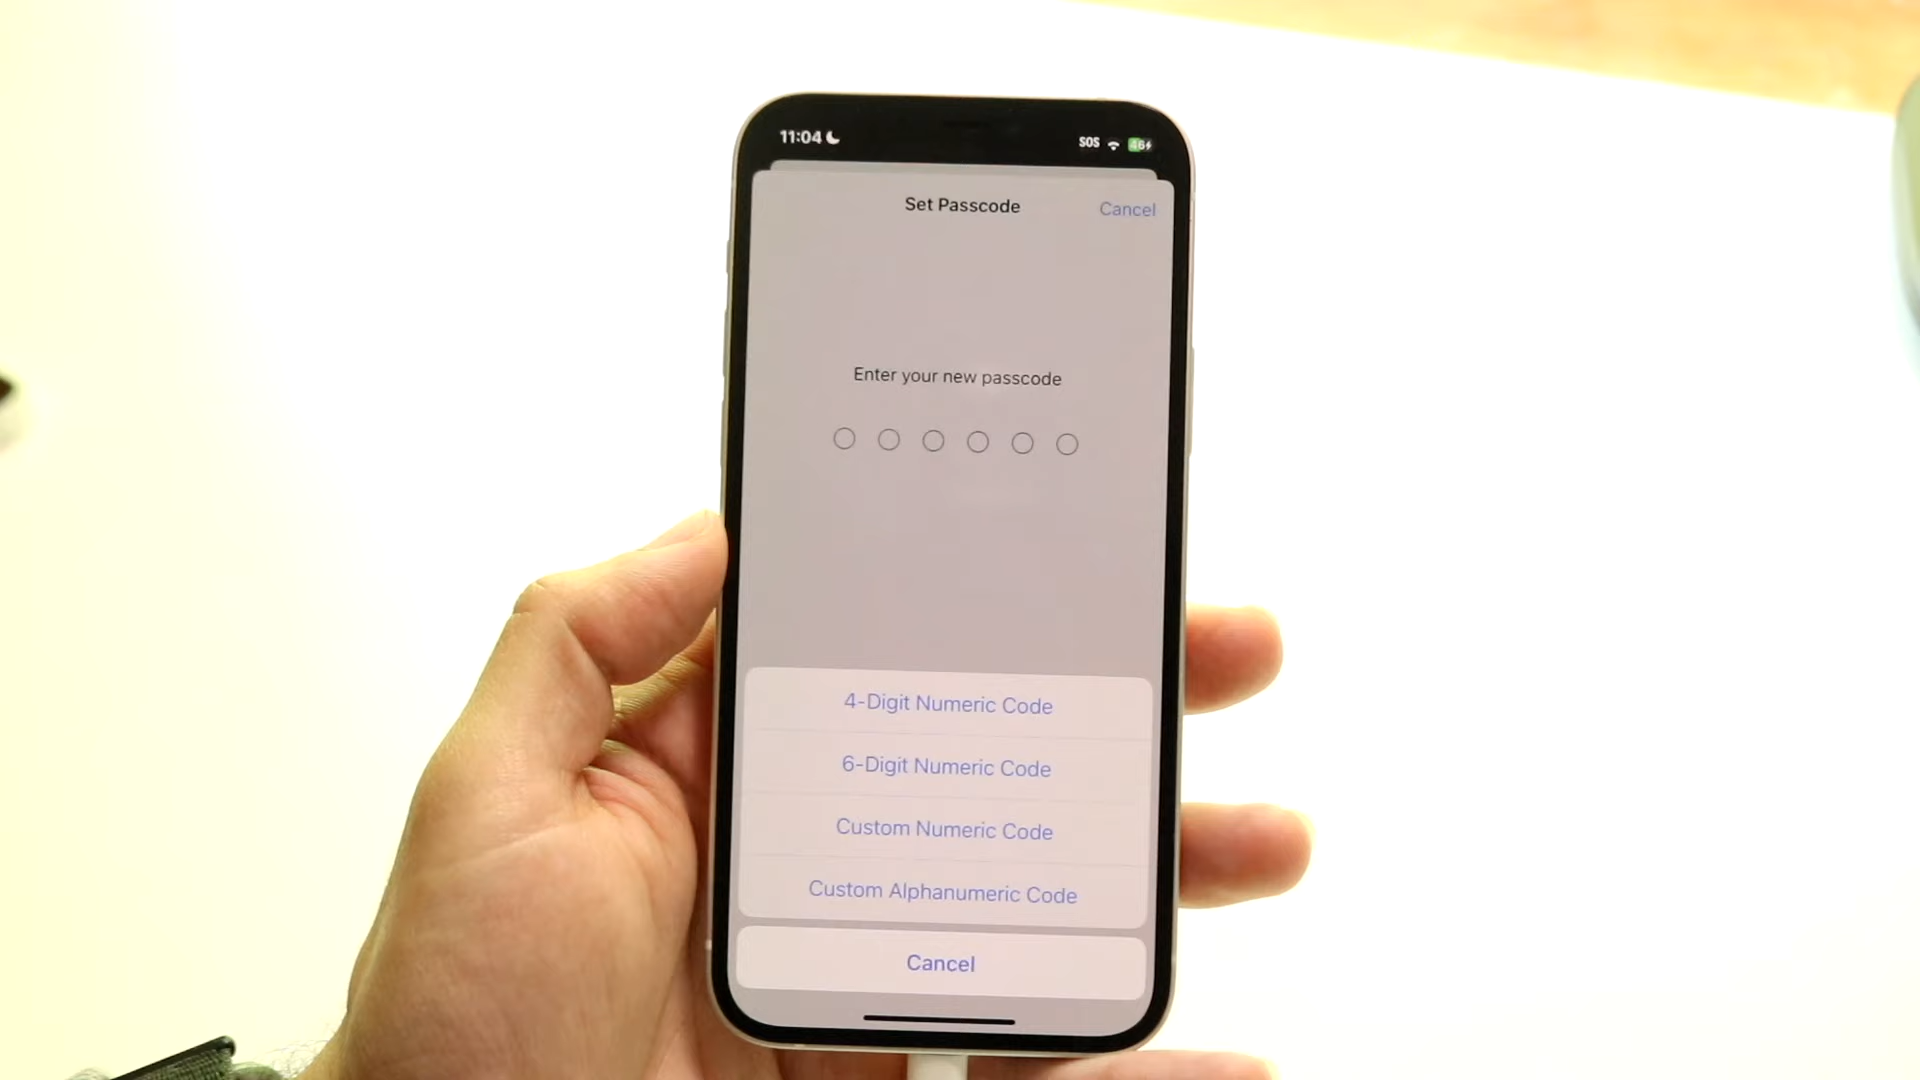 11:04
SOS
46
Set Passcode
Cancel
Enter your new passcode
4-Digit Numeric Code
6-Digit Numeric Code
Custom Numeric Code
Custom Alphanumeric Code
Cancel